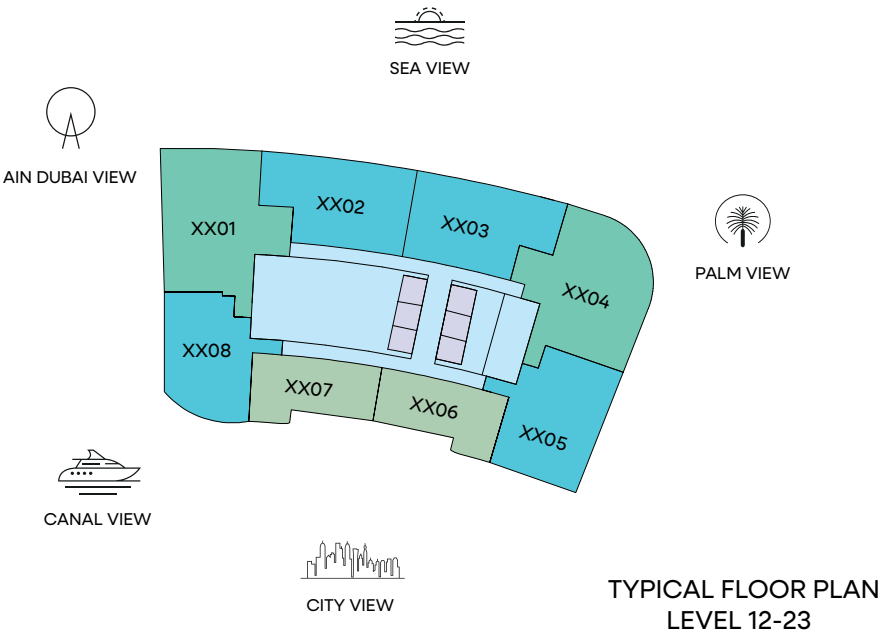 SEA VIEW
AIN DUBAI VIEW
PALM VIEW
XX01
XX02
XX03
XX04
XX08
XX07
XX06
XX05
CANAL VIEW
CITY VIEW
TYPICAL FLOOR PLAN
LEVEL 12-23